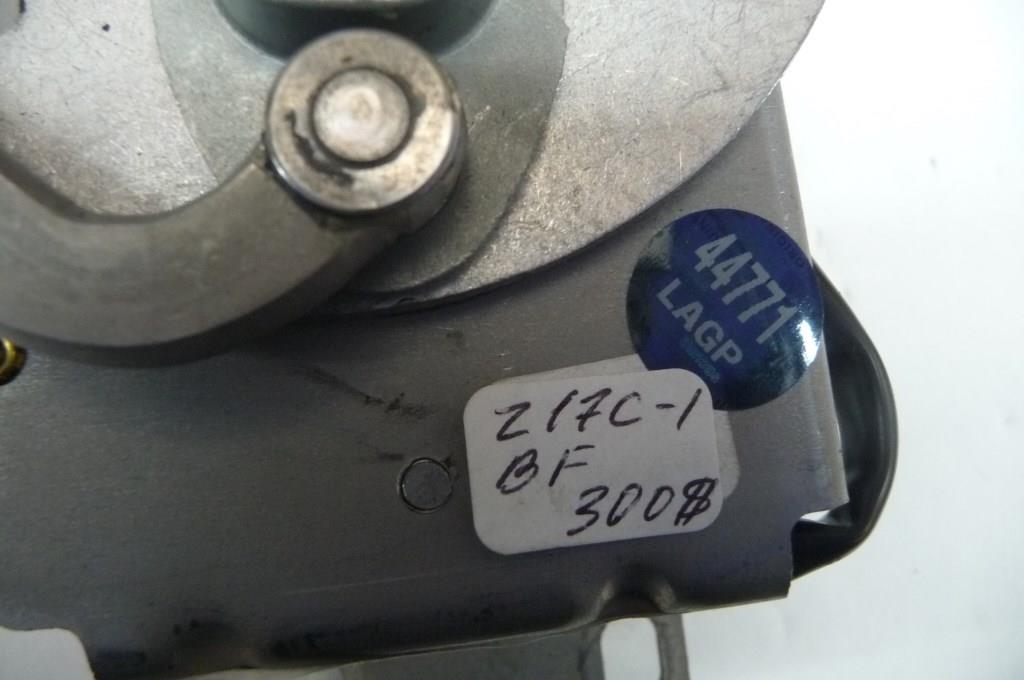 44771
LAGP
Z17C-1
BF
300$